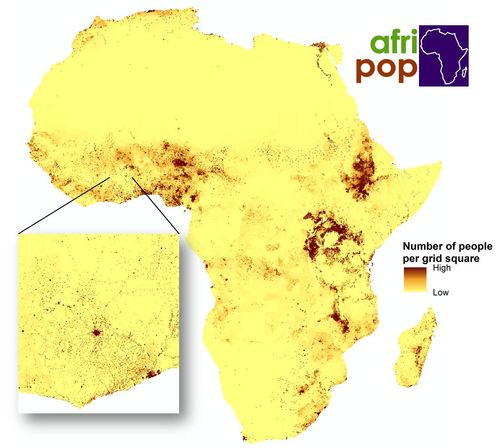 afri
pop
Number of people
per grid square
High
Low